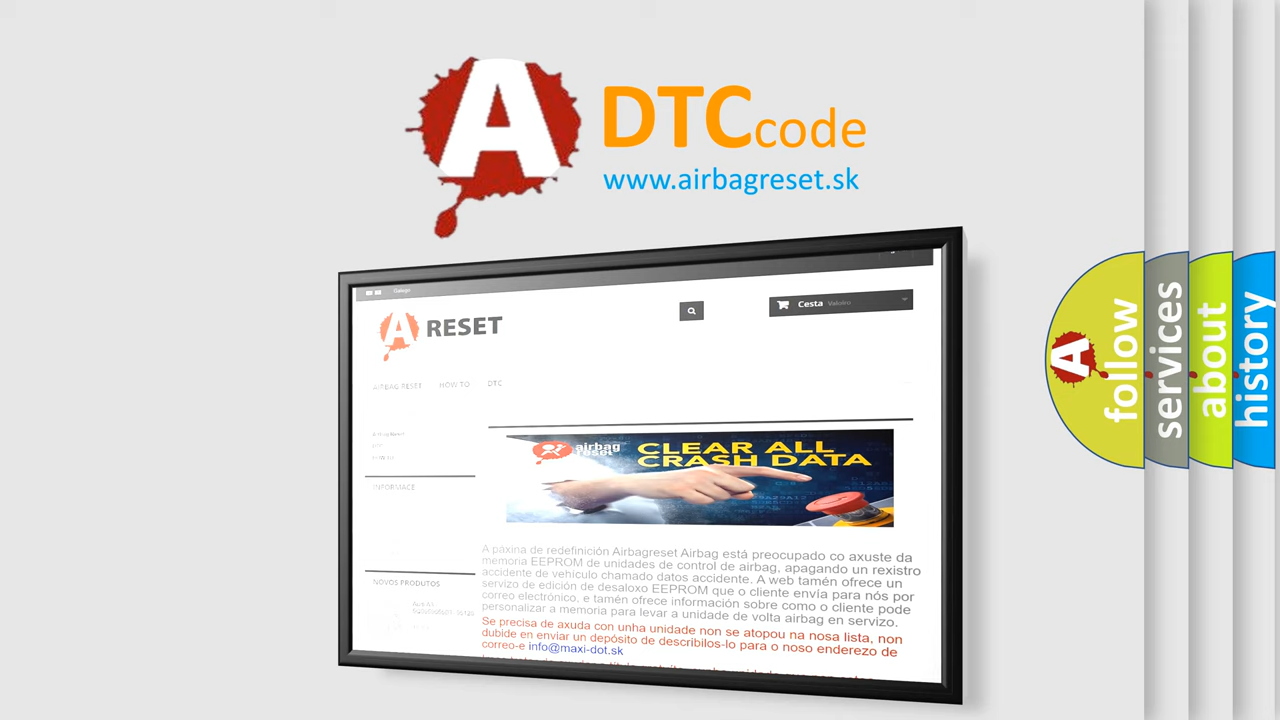 A
DTCcode
www.airbagreset.sk
Galego
A RESET
Cesta Valoiro
AIRBAG RESET HOW TO DTC
INFORMACE
NOVOS PRODUTOS
airbag
reset
CLEAR ALL
CRASH DATA
A páxina de redefinición Airbagreset Airbag está preocupado co axuste da
memoria EEPROM de unidades de control de airbag, apagando un rexistro
accidente de vehículo chamado datos accidente. A web tamén ofrece un
servizo de edición de desaloxo EEPROM que o cliente envía para nós por
correo electrónico, e tamén ofrece información sobre como o cliente pode
personalizar a memoria para levar a unidade de volta airbag en servizo.
Se precisa de axuda con unha unidade non se atopou na nosa lista, non
dubide en enviar un depósito de describilos-lo para o noso enderezo de
correo-e info@maxi-dot.sk
A
follow
services
about
history